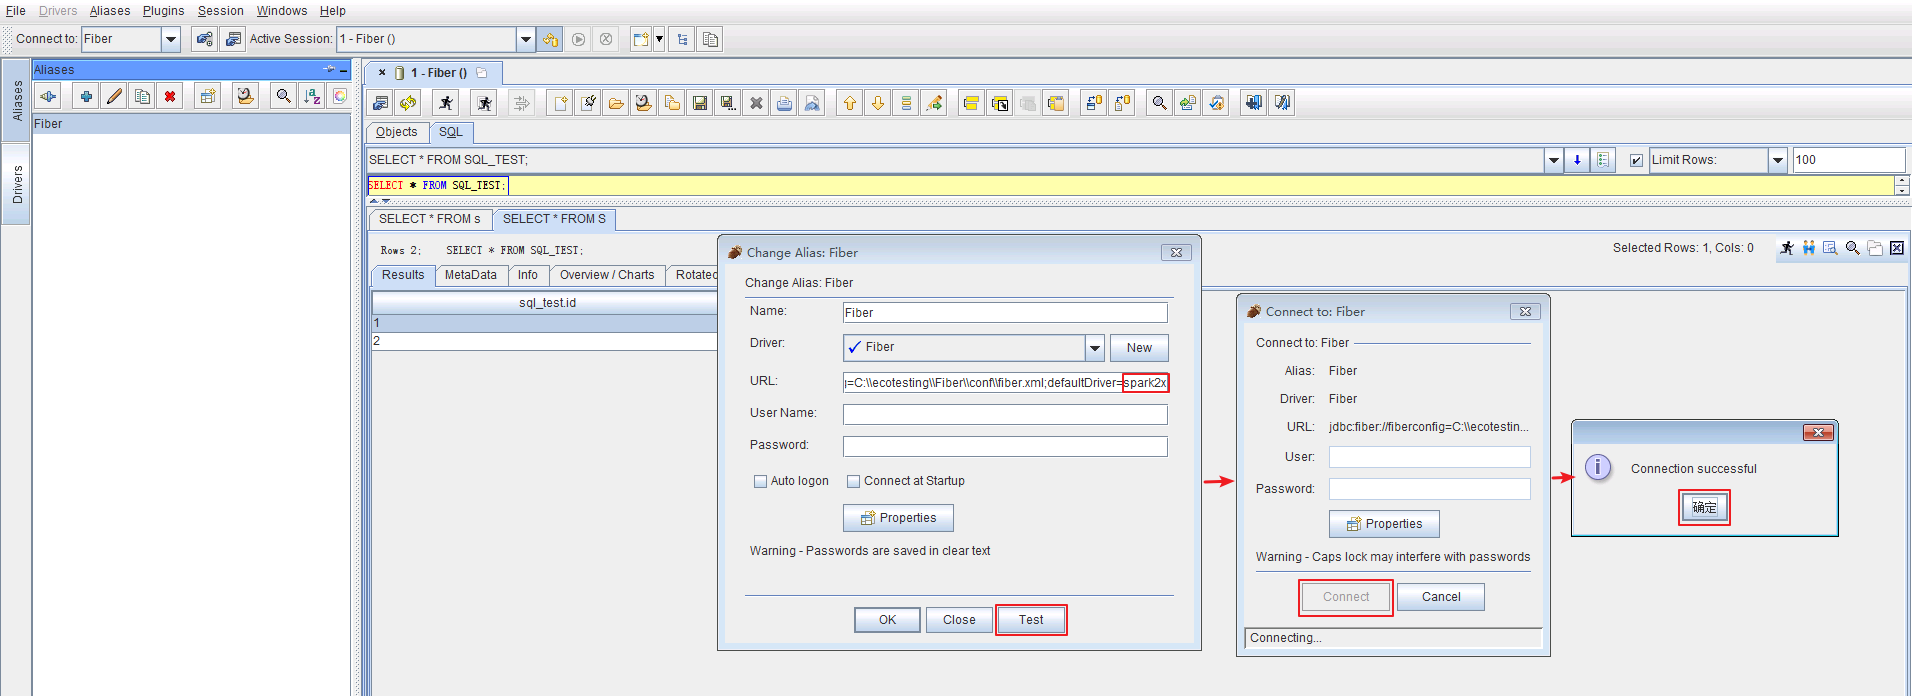 File Drivers Aliases Plugins Session Windows Help
Connect to: Fiber Active Session: 1 - Fiber ()
Aliases
Drivers
Aliases
Fiber
1 - Fiber ()
Objects SQL
SELECT * FROM SQL_TEST;
Limit Rows: 100
SELECT * FROM SQL_TEST;
SELECT * FROM s SELECT * FROM S
Rows 2; SELECT * FROM SQL_TEST;
Selected Rows: 1, Cols: 0
Results MetaData Info Overview / Charts Rotated
sql_test.id
1
2
Change Alias: Fiber
Change Alias: Fiber
Name: Fiber
Driver: Fiber New
URL: =C:\\ecotesting\\Fiber\\conf\\fiber.xml;defaultDriver=spark2x
User Name:
Password:
Auto logon Connect at Startup
Properties
Warning - Passwords are saved in clear text
OK Close Test
Connect to: Fiber
Connect to: Fiber
Alias: Fiber
Driver: Fiber
URL: jdbc:fiber://fiberconfig=C:\\ecotestin...
User:
Password:
Properties
Warning - Caps lock may interfere with passwords
Connect Cancel
Connecting...
Connection successful
确定